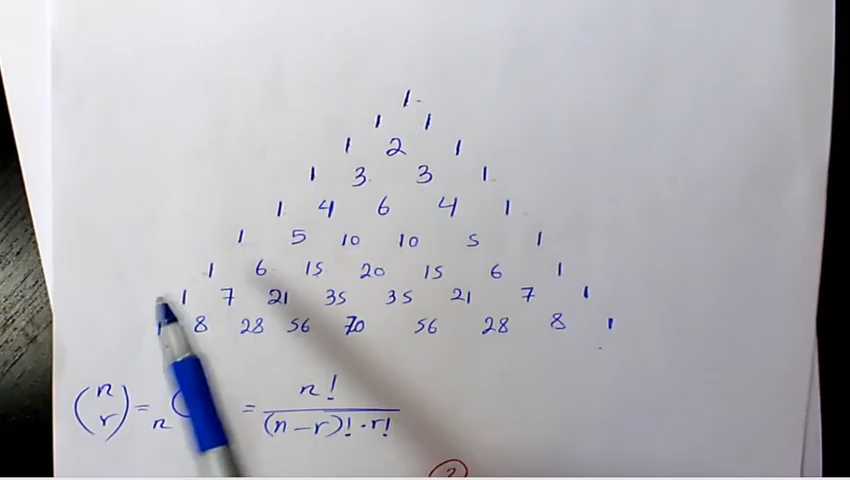 1
1 1
1 2 1
1 3 3 1
1 4 6 4 1
1 5 10 10 5 1
1 6 15 20 15 6 1
1 7 21 35 35 21 7 1
1 8 28 56 70 56 28 8 1
(n r) = n C = n! / (n-r)! · r!
2